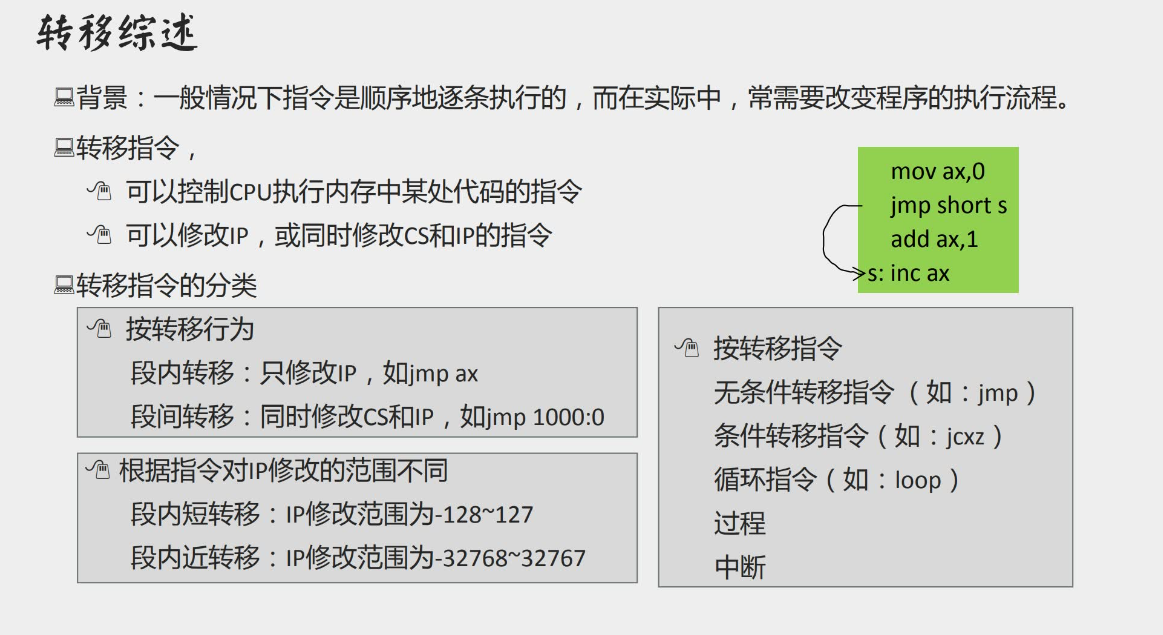 转移综述
背景：一般情况下指令是顺序地逐条执行的，而在实际中，常需要改变程序的执行流程。
转移指令，
可以控制CPU执行内存中某处代码的指令
可以修改IP，或同时修改CS和IP的指令
mov ax,0
jmp short s
add ax,1
s: inc ax
转移指令的分类
按转移行为
段内转移：只修改IP，如jmp ax
段间转移：同时修改CS和IP，如jmp 1000:0
根据指令对IP修改的范围不同
段内短转移：IP修改范围为-128~127
段内近转移：IP修改范围为-32768~32767
按转移指令
无条件转移指令（如：jmp）
条件转移指令（如：jcxz）
循环指令（如：loop）
过程
中断